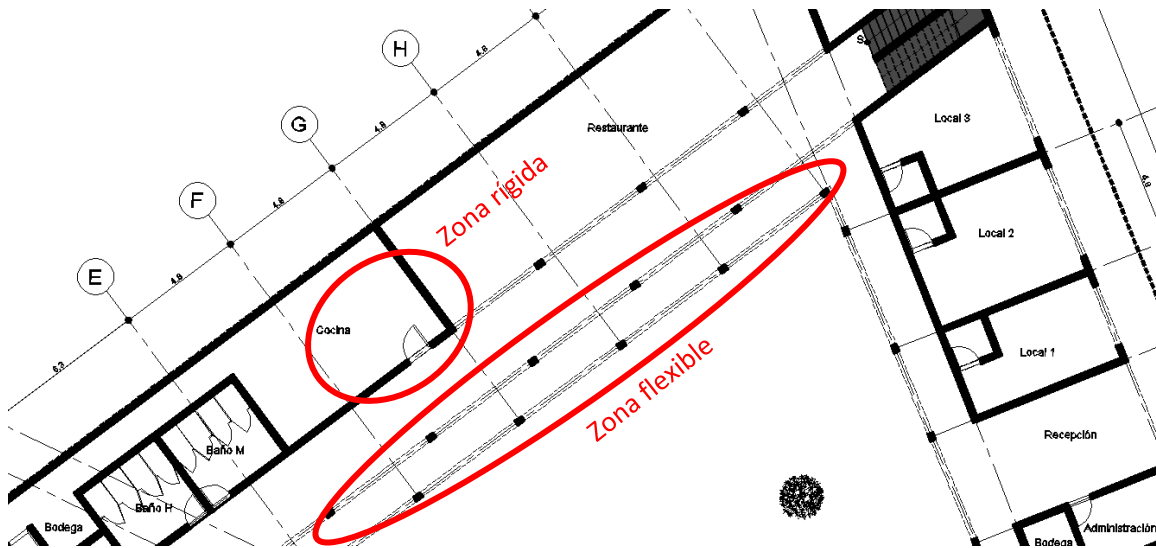 H
4.8
G
4.8
F
4.8
E
4.8
6.3
S
Restaurante
Local 3
4.9
Zona rígida
Local 2
Cocina
Local 1
Zona flexible
Recepción
Baño M
Baño H
Bodega
Administración
Bodega